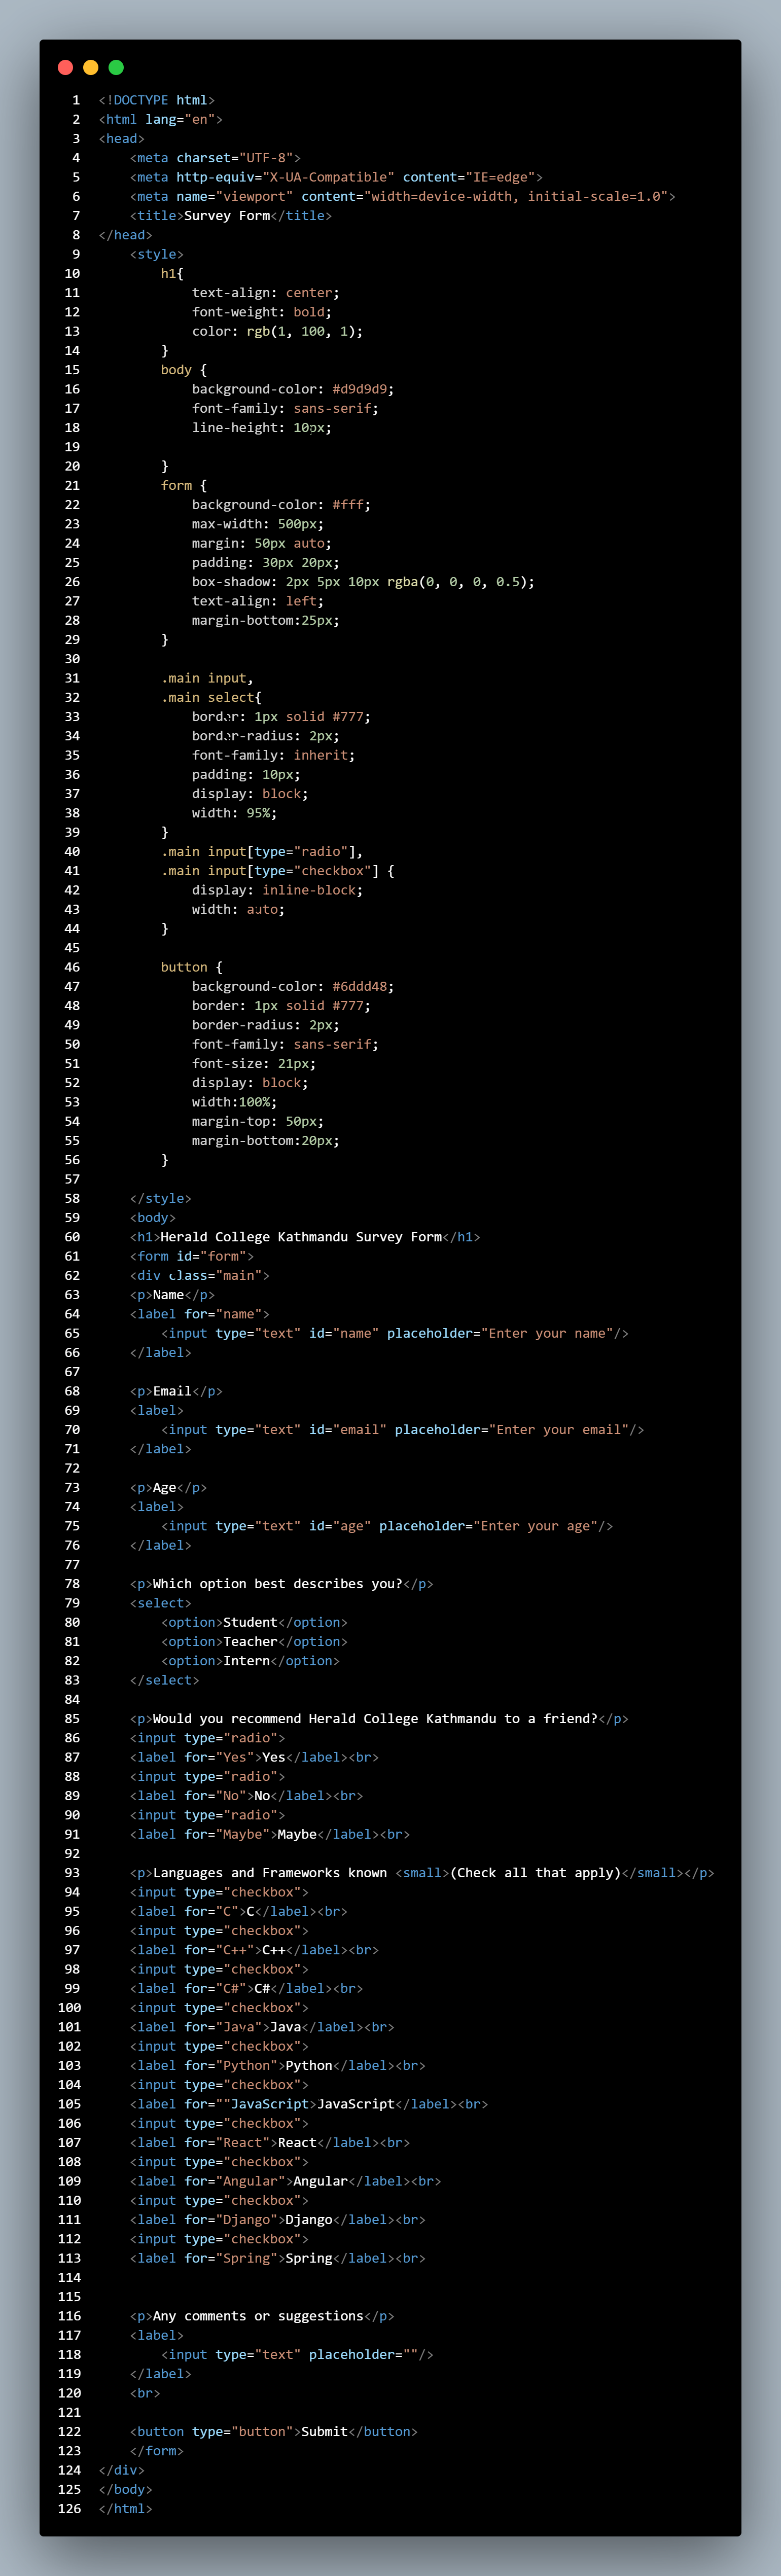 1 <!DOCTYPE html>
2 <html lang="en">
3 <head>
4     <meta charset="UTF-8">
5     <meta http-equiv="X-UA-Compatible" content="IE=edge">
6     <meta name="viewport" content="width=device-width, initial-scale=1.0">
7     <title>Survey Form</title>
8 </head>
9     <style>
10         h1{
11             text-align: center;
12             font-weight: bold;
13             color: rgb(1, 100, 1);
14         }
15         body {
16             background-color: #d9d9d9;
17             font-family: sans-serif;
18             line-height: 10px;
19
20         }
21         form {
22             background-color: #fff;
23             max-width: 500px;
24             margin: 50px auto;
25             padding: 30px 20px;
26             box-shadow: 2px 5px 10px rgba(0, 0, 0, 0.5);
27             text-align: left;
28             margin-bottom:25px;
29         }
30
31         .main input,
32         .main select{
33             border: 1px solid #777;
34             border-radius: 2px;
35             font-family: inherit;
36             padding: 10px;
37             display: block;
38             width: 95%;
39         }
40         .main input[type="radio"],
41         .main input[type="checkbox"] {
42             display: inline-block;
43             width: auto;
44         }
45
46         button {
47             background-color: #6ddd48;
48             border: 1px solid #777;
49             border-radius: 2px;
50             font-family: sans-serif;
51             font-size: 21px;
52             display: block;
53             width:100%;
54             margin-top: 50px;
55             margin-bottom:20px;
56         }
57
58     </style>
59     <body>
60     <h1>Herald College Kathmandu Survey Form</h1>
61     <form id="form">
62     <div class="main">
63     <p>Name</p>
64     <label for="name">
65         <input type="text" id="name" placeholder="Enter your name"/>
66     </label>
67
68     <p>Email</p>
69     <label>
70         <input type="text" id="email" placeholder="Enter your email"/>
71     </label>
72
73     <p>Age</p>
74     <label>
75         <input type="text" id="age" placeholder="Enter your age"/>
76     </label>
77
78     <p>Which option best describes you?</p>
79     <select>
80         <option>Student</option>
81         <option>Teacher</option>
82         <option>Intern</option>
83     </select>
84
85     <p>Would you recommend Herald College Kathmandu to a friend?</p>
86     <input type="radio">
87     <label for="Yes">Yes</label><br>
88     <input type="radio">
89     <label for="No">No</label><br>
90     <input type="radio">
91     <label for="Maybe">Maybe</label><br>
92
93     <p>Languages and Frameworks known <small>(Check all that apply)</small></p>
94     <input type="checkbox">
95     <label for="C">C</label><br>
96     <input type="checkbox">
97     <label for="C++">C++</label><br>
98     <input type="checkbox">
99     <label for="C#">C#</label><br>
100     <input type="checkbox">
101     <label for="Java">Java</label><br>
102     <input type="checkbox">
103     <label for="Python">Python</label><br>
104     <input type="checkbox">
105     <label for=""JavaScript>JavaScript</label><br>
106     <input type="checkbox">
107     <label for="React">React</label><br>
108     <input type="checkbox">
109     <label for="Angular">Angular</label><br>
110     <input type="checkbox">
111     <label for="Django">Django</label><br>
112     <input type="checkbox">
113     <label for="Spring">Spring</label><br>
114
115
116     <p>Any comments or suggestions</p>
117     <label>
118         <input type="text" placeholder=""/>
119     </label>
120     <br>
121
122     <button type="button">Submit</button>
123     </form>
124 </div>
125 </body>
126 </html>